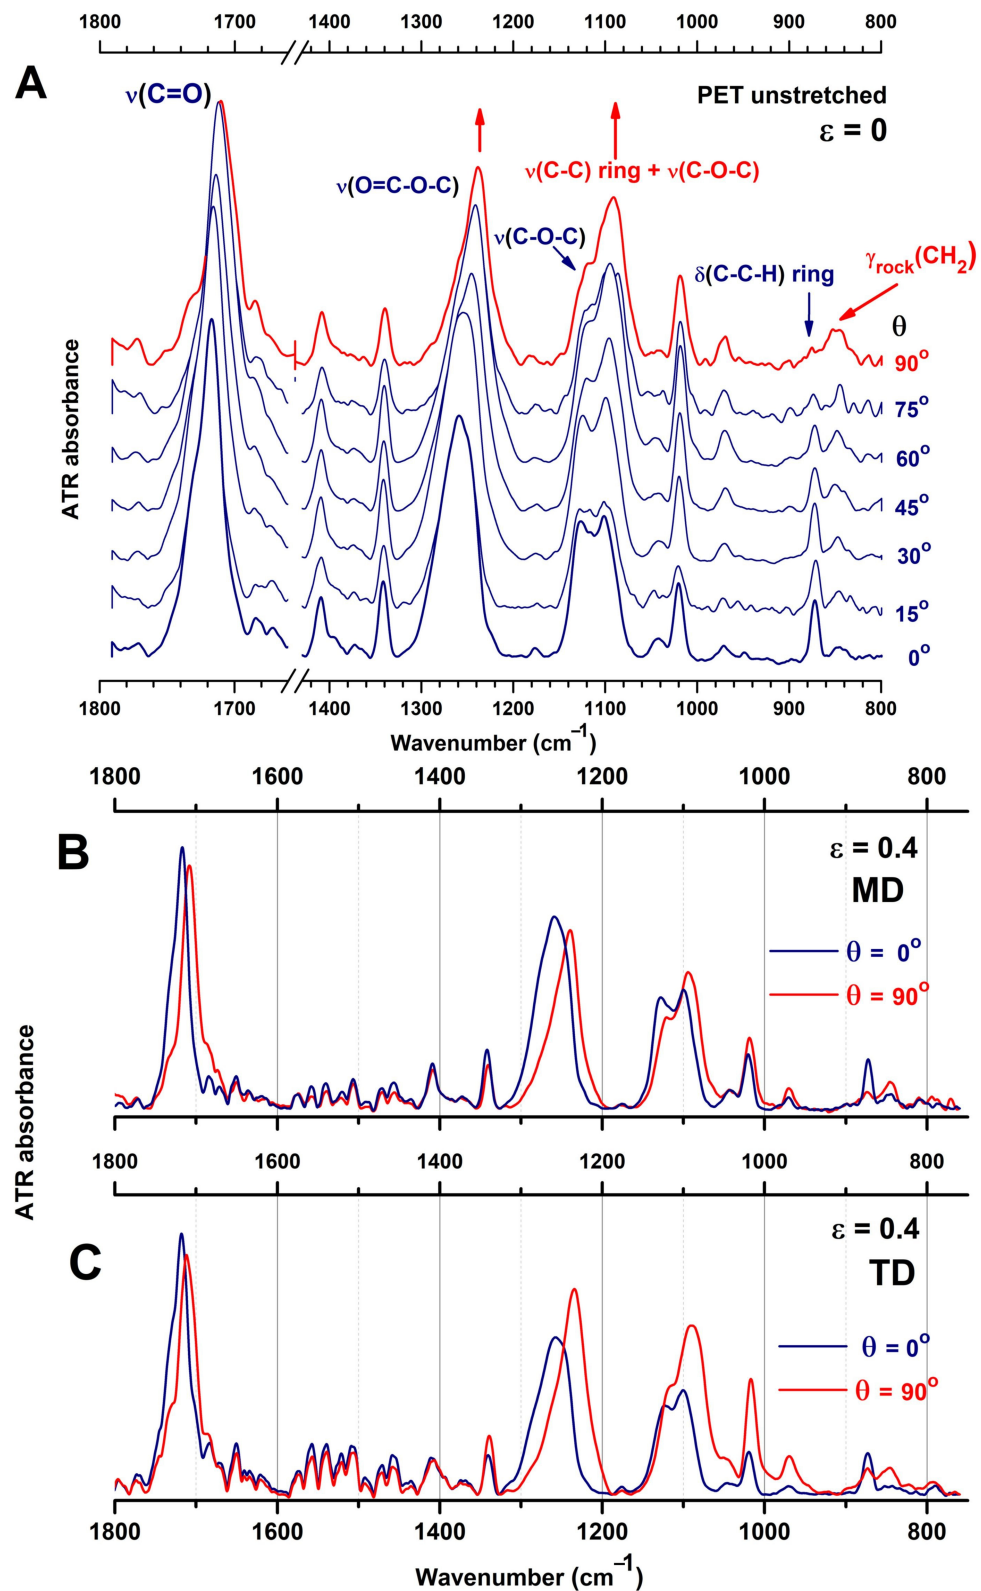 1800 1700 1400 1300 1200 1100 1000 900 800
A
ν(C=O)
PET unstretched
ε = 0
ν(O=C-O-C)
ν(C-C) ring + ν(C-O-C)
ν(C-O-C)
δ(C-C-H) ring
γrock(CH2)
θ
90°
75°
60°
45°
30°
15°
0°
ATR absorbance
1800 1700 1400 1300 1200 1100 1000 900 800
Wavenumber (cm⁻¹)
1800 1600 1400 1200 1000 800
B
ε = 0.4
MD
θ = 0°
θ = 90°
ATR absorbance
1800 1600 1400 1200 1000 800
C
ε = 0.4
TD
θ = 0°
θ = 90°
1800 1600 1400 1200 1000 800
Wavenumber (cm⁻¹)